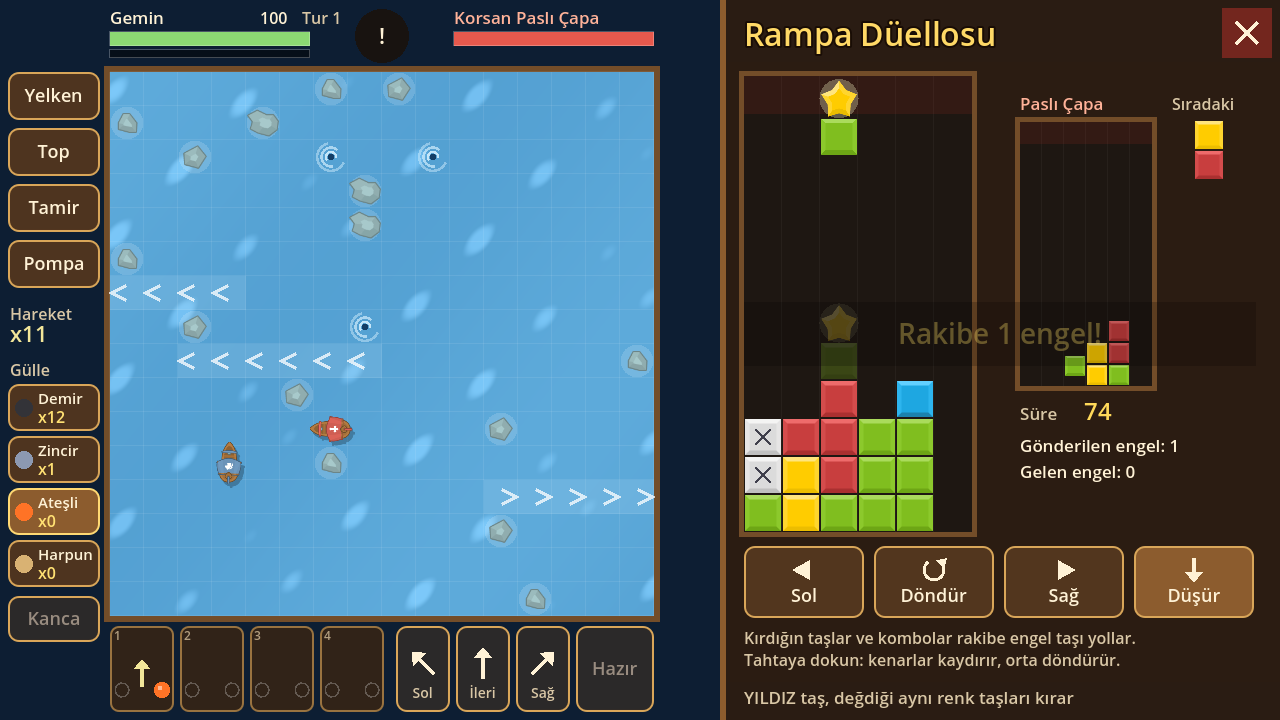 Gemin 100 Tur 1
!
Korsan Paslı Çapa
Yelken
Top
Tamir
Pompa
Hareket
x11
Gülle
Demir
x12
Zincir
x1
Ateşli
x0
Harpun
x0
Kanca
1
2
3
4
Sol
İleri
Sağ
Hazır
Rampa Düellosu
Paslı Çapa
Sıradaki
Rakibe 1 engel!
Süre 74
Gönderilen engel: 1
Gelen engel: 0
Sol
Döndür
Sağ
Düşür
Kırdığın taşlar ve kombolar rakibe engel taşı yollar.
Tahtaya dokun: kenarlar kaydırır, orta döndürür.
YILDIZ taş, değdiği aynı renk taşları kırar